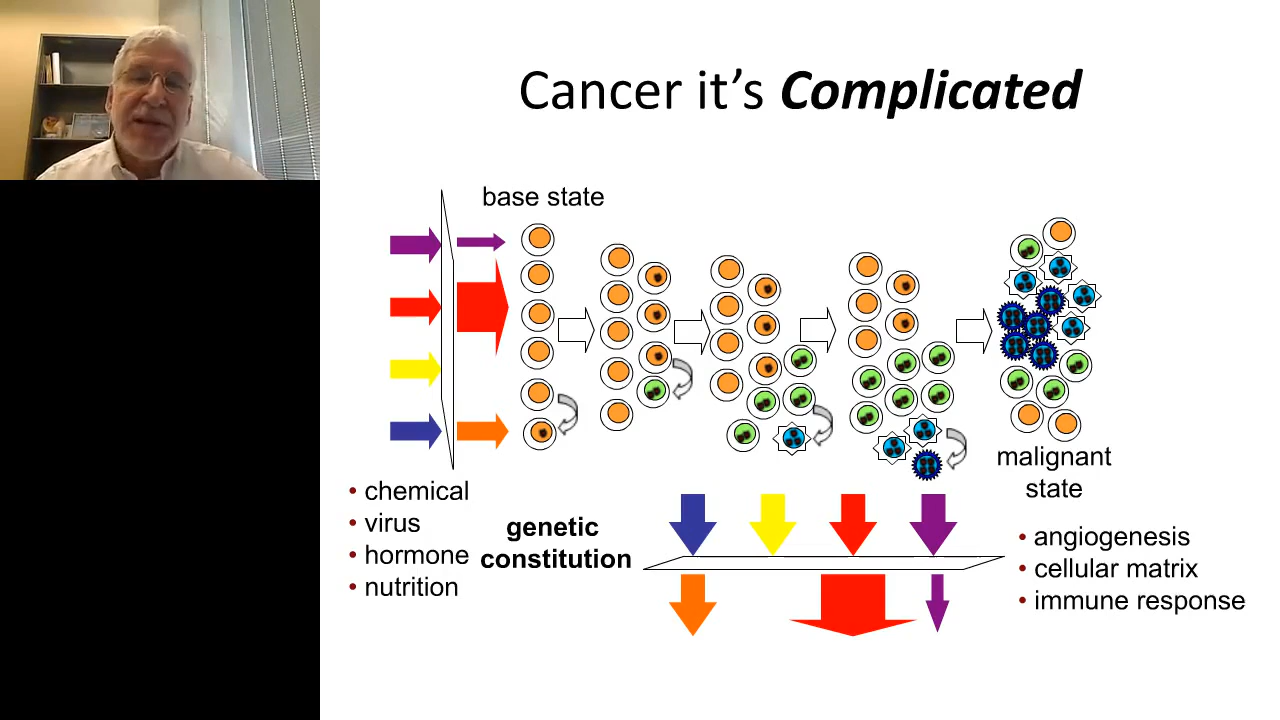 Cancer it's Complicated
base state
• chemical
• virus
• hormone
• nutrition
genetic
constitution
malignant
state
• angiogenesis
• cellular matrix
• immune response